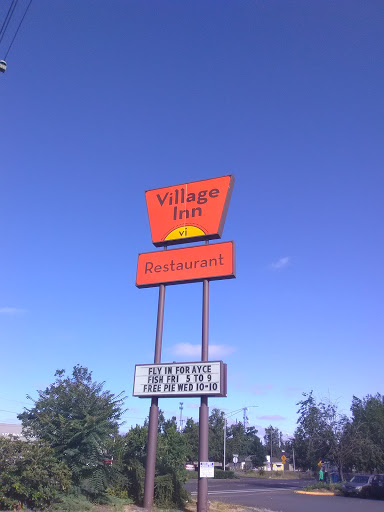 Village
Inn
vi
Restaurant
FLY IN FOR AYCE
FISH FRI 5 TO 9
FREE PIE WED 10-10